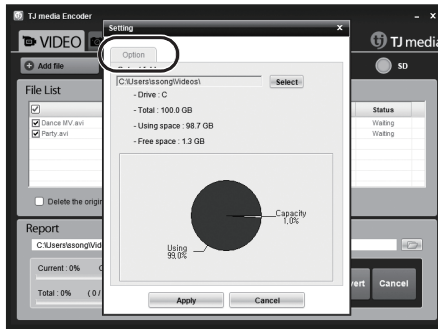 TJ media Encoder
Setting
x
- x
VIDEO
TJ medi
Option
Add file
SD
File List
C:\Users\ssong\Videos\
Select
- Drive : C
- Total : 100.0 GB
- Using space : 98.7 GB
- Free space : 1.3 GB
Status
Dance MV.avi
Waiting
Party.avi
Waiting
Delete the origin
Capacity
1,0%
Using
99,0%
Report
C:\Users\ssong\Vid
Current : 0%
Total : 0% ( 0 /
vert
Cancel
Apply
Cancel